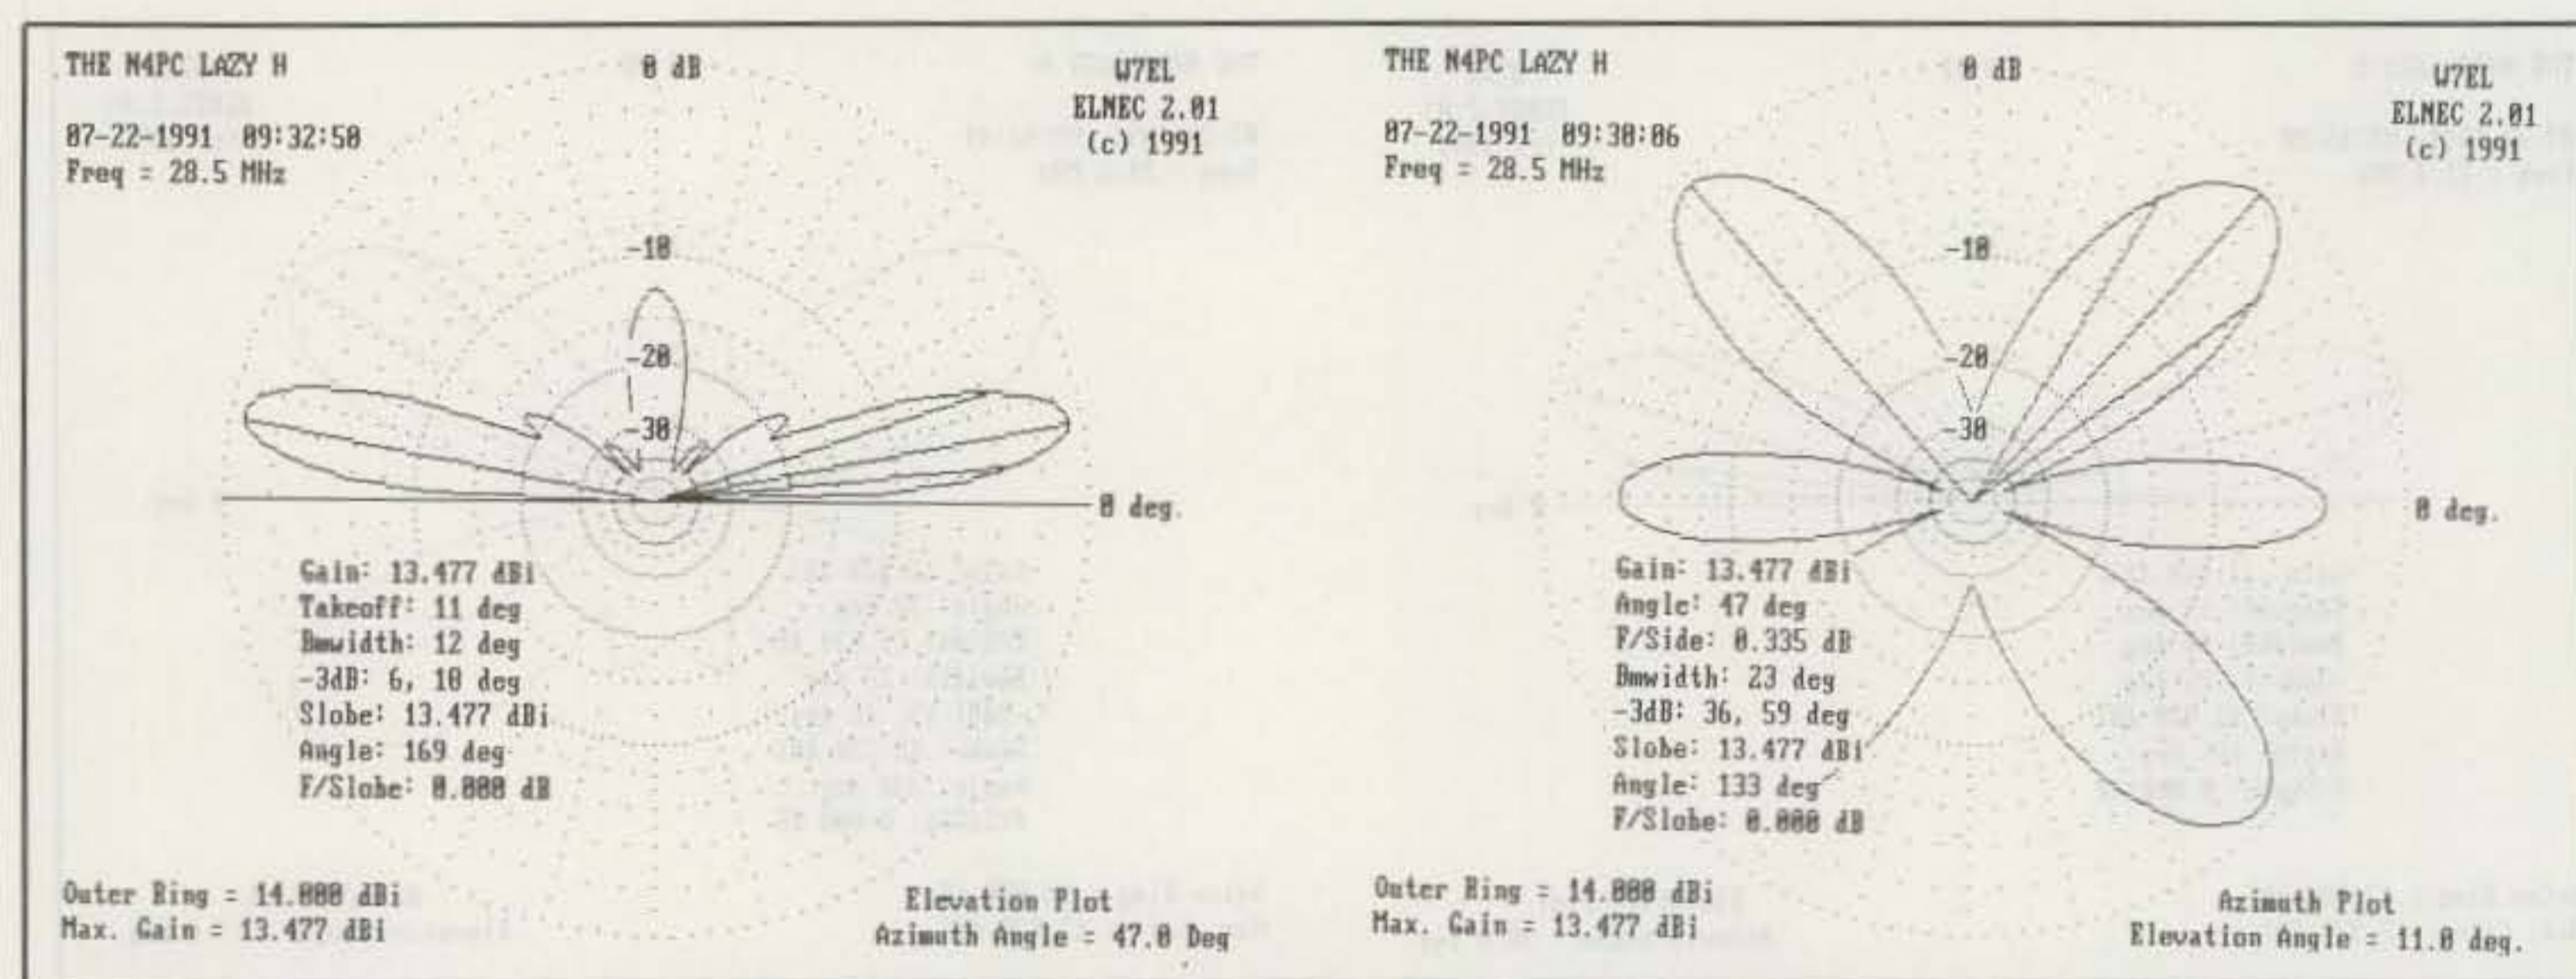 THE N4PC LAZY H
07-22-1991 09:32:50
Freq = 28.5 MHz
0 dB
W7EL
ELNEC 2.01
(c) 1991
-10
-20
-30
0 deg.
Gain: 13.477 dBi
Takeoff: 11 deg
Bmwidth: 12 deg
-3dB: 6, 18 deg
Slobe: 13.477 dBi
Angle: 169 deg
F/Slobe: 0.000 dB
Outer Ring = 14.000 dBi
Max. Gain = 13.477 dBi
Elevation Plot
Azimuth Angle = 47.0 Deg
THE N4PC LAZY H
07-22-1991 09:30:06
Freq = 28.5 MHz
0 dB
W7EL
ELNEC 2.01
(c) 1991
-10
-20
-30
0 deg.
Gain: 13.477 dBi
Angle: 47 deg
F/Side: 0.335 dB
Bmwidth: 23 deg
-3dB: 36, 59 deg
Slobe: 13.477 dBi
Angle: 133 deg
F/Slobe: 0.000 dB
Outer Ring = 14.000 dBi
Max. Gain = 13.477 dBi
Azimuth Plot
Elevation Angle = 11.0 deg.